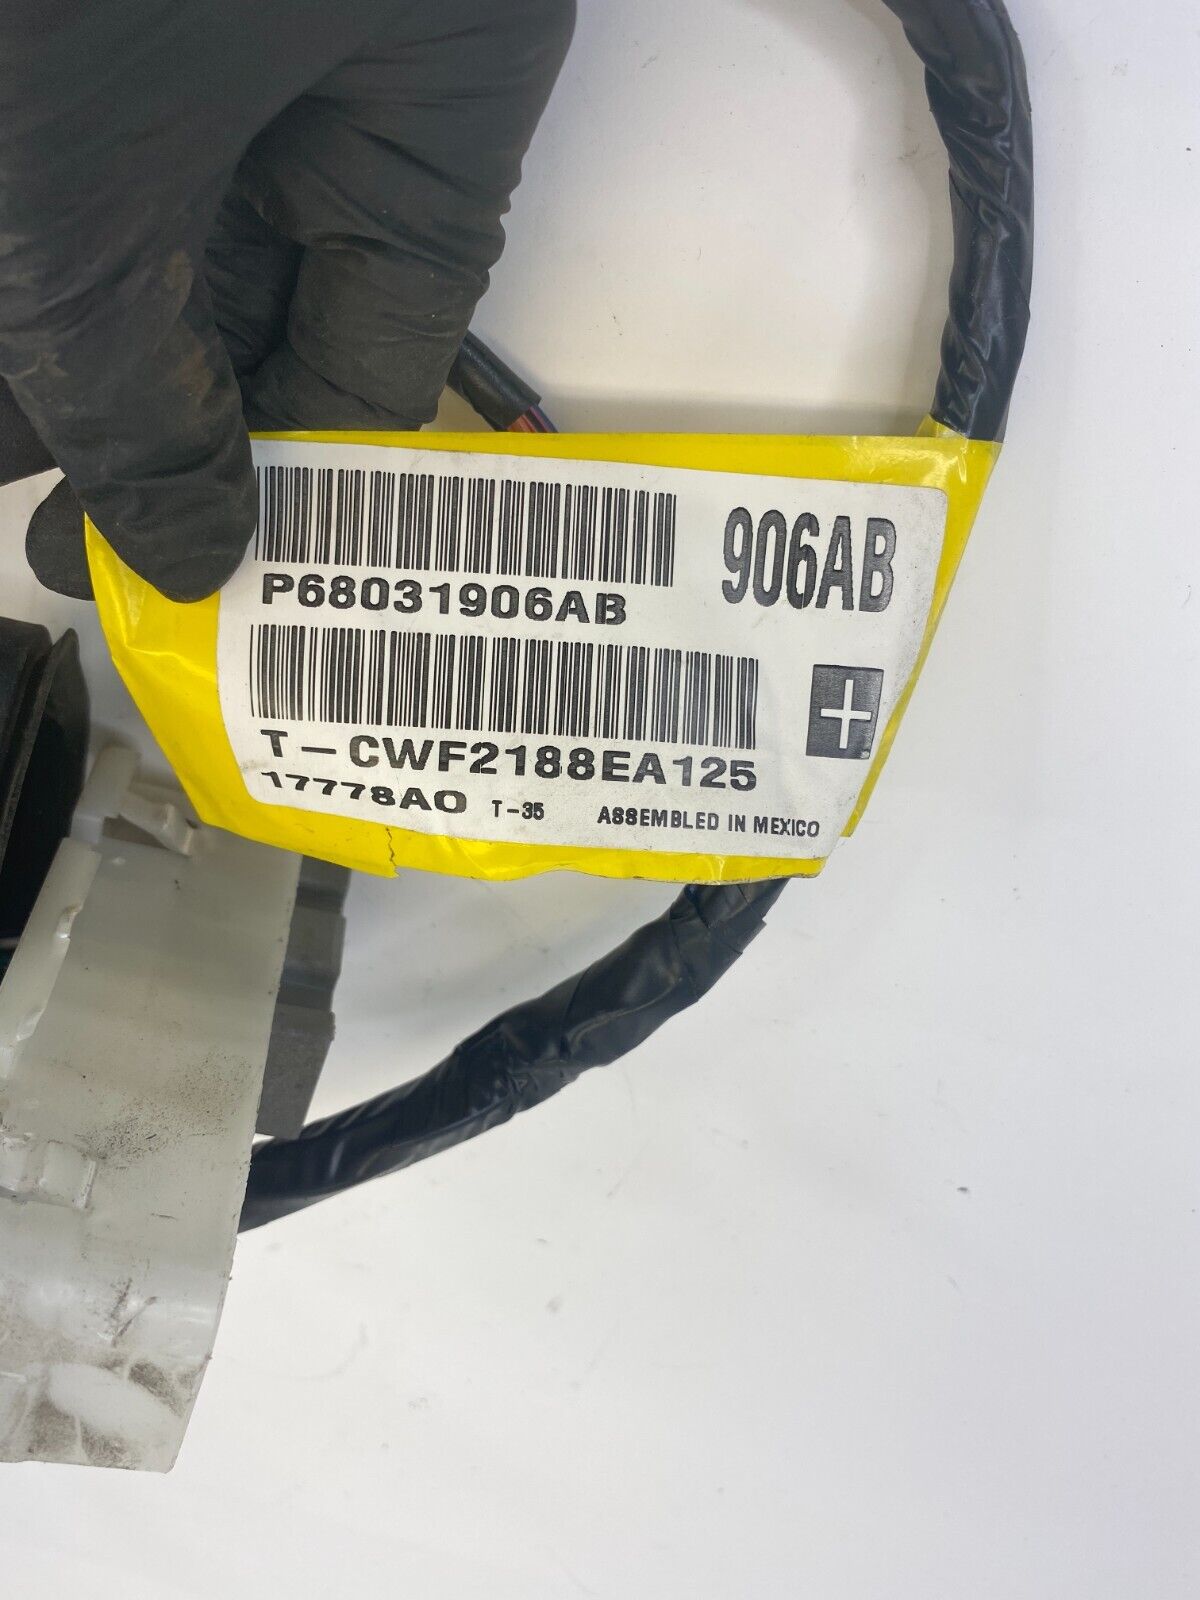 906AB
P68031906AB
T-CWF2188EA125
17778AO T-35 ASSEMBLED IN MEXICO